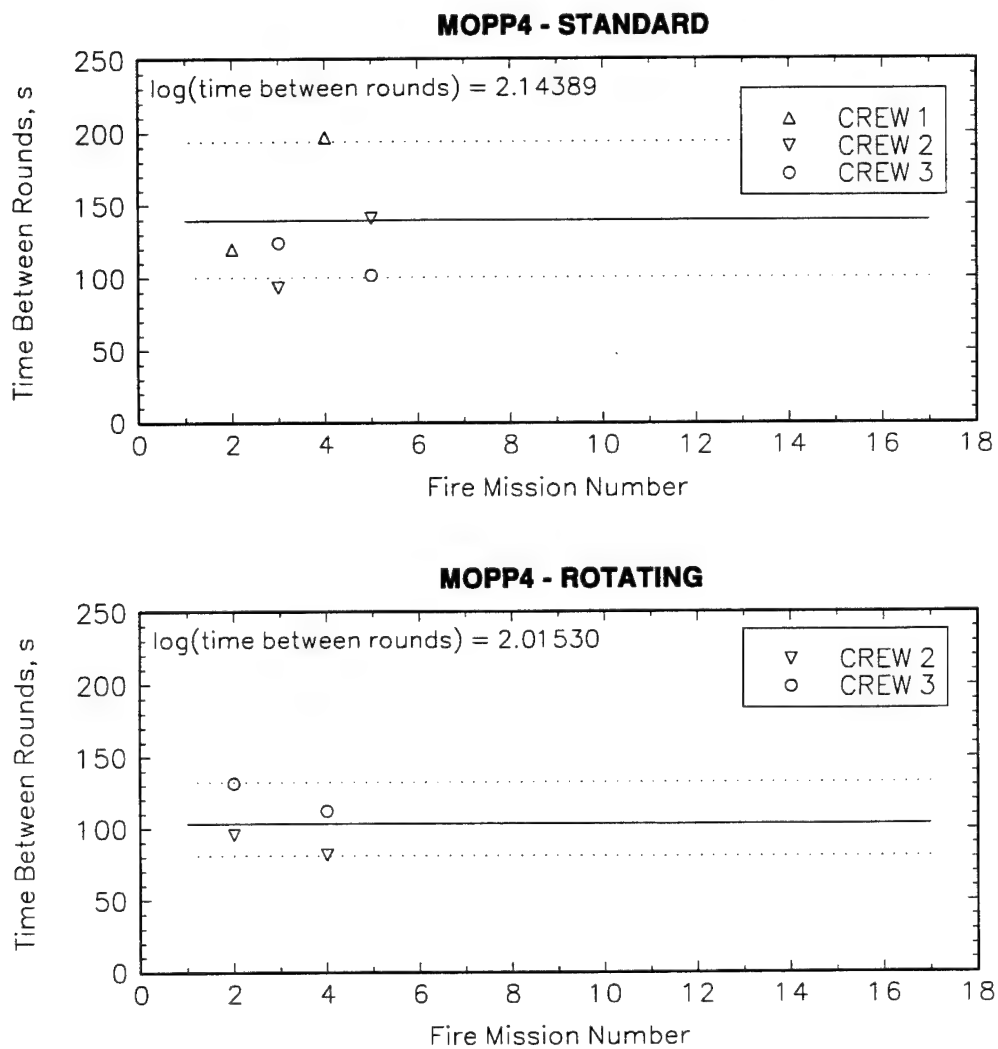 MOPP4 - STANDARD
250
200
150
100
50
0
Time Between Rounds, s
log(time between rounds) = 2.14389
CREW 1
CREW 2
CREW 3
0 2 4 6 8 10 12 14 16 18
Fire Mission Number
MOPP4 - ROTATING
250
200
150
100
50
0
Time Between Rounds, s
log(time between rounds) = 2.01530
CREW 2
CREW 3
0 2 4 6 8 10 12 14 16 18
Fire Mission Number